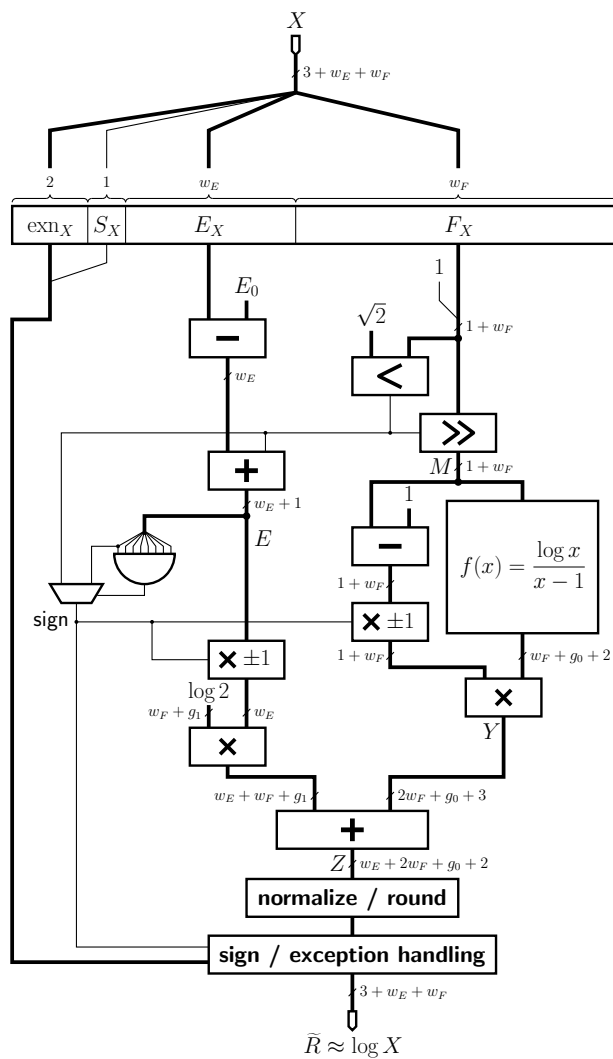 X
3 + w_E + w_F
2 1 w_E w_F
exn_X S_X E_X F_X
1
E_0
√2
1 + w_F
−
<
w_E
>>
+
M 1 + w_F
w_E + 1
1
E
−
f(x) = log x / (x − 1)
1 + w_F
sign
× ±1
× ±1
1 + w_F
w_F + g_0 + 2
log 2
w_F + g_1 w_E
×
Y
×
w_E + w_F + g_1 2w_F + g_0 + 3
+
Z w_E + 2w_F + g_0 + 2
normalize / round
sign / exception handling
3 + w_E + w_F
R̃ ≈ log X